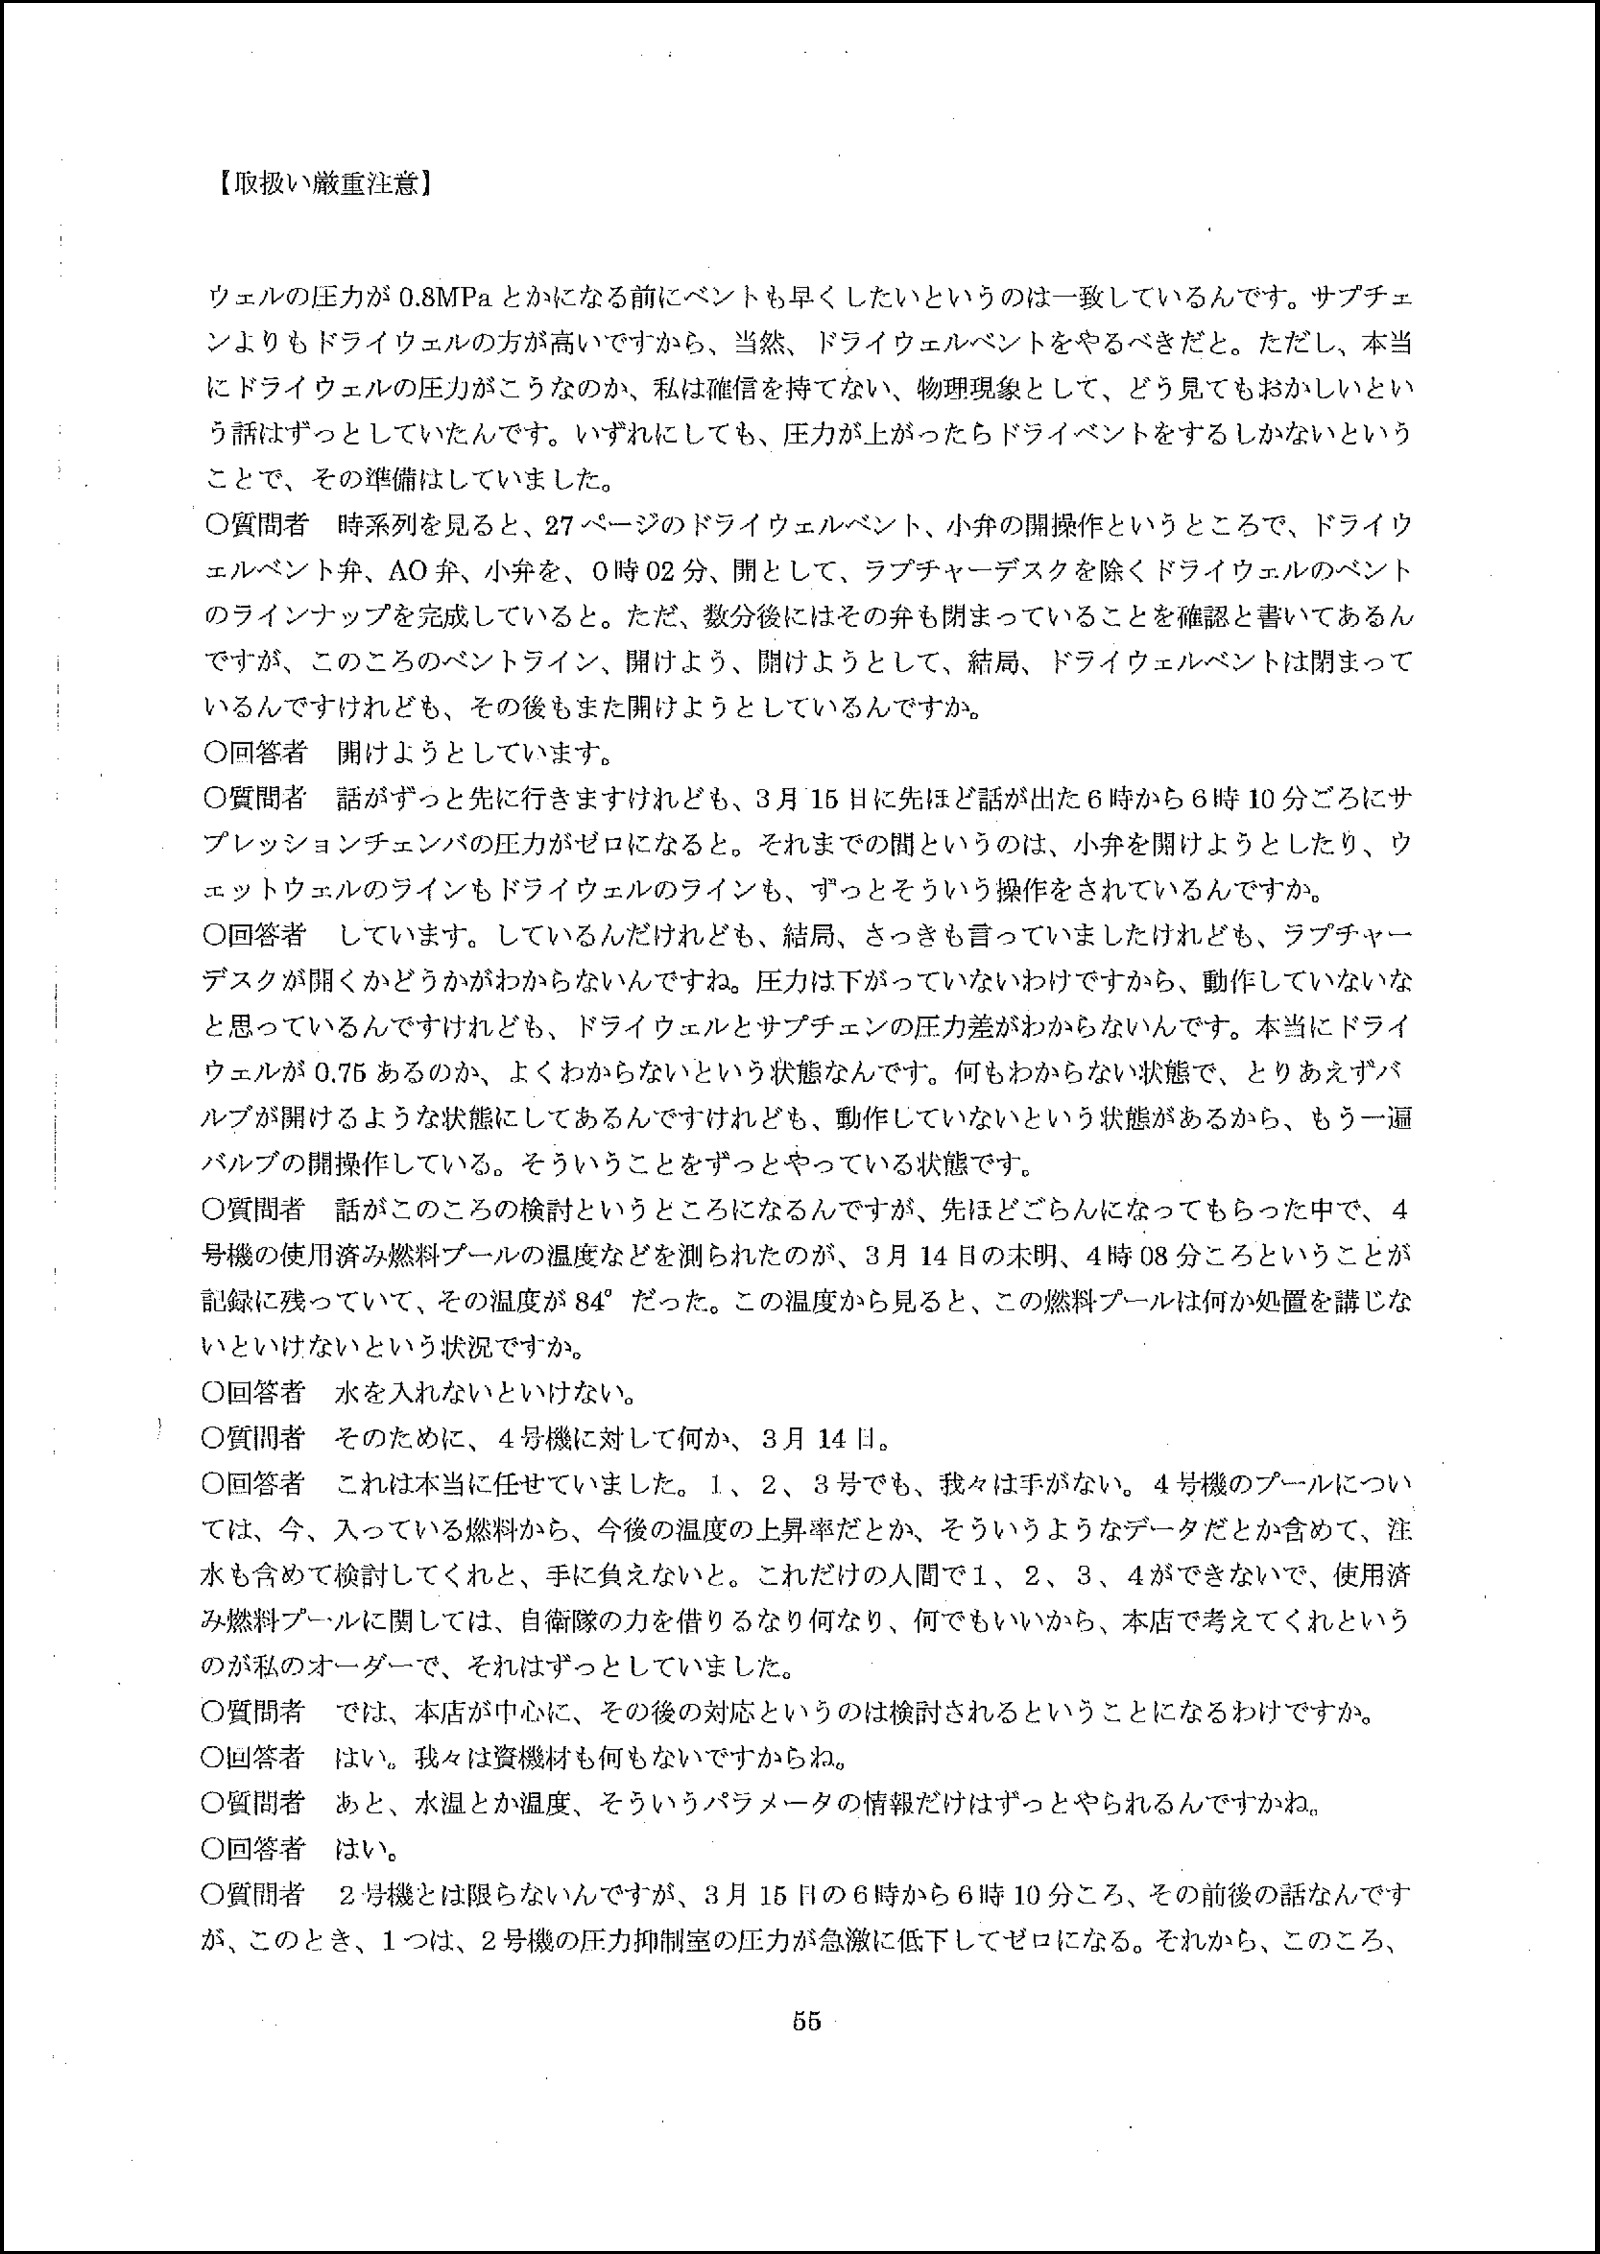 【取扱い厳重注意】
ウェルの圧力が 0.8MPa とかになる前にベントも早くしたいというのは一致しているんです。サプチェ
ンよりもドライウェルの方が高いですから、当然、ドライウェルベントをやるべきだと。ただし、本当
にドライウェルの圧力がこうなのか、私は確信を持てない、物理現象として、どう見てもおかしいとい
う話はずっとしていたんです。いずれにしても、圧力が上がったらドライベントをするしかないという
ことで、その準備はしていました。
○質問者　時系列を見ると、27 ページのドライウェルベント、小弁の開操作というところで、ドライウ
ェルベント弁、AO 弁、小弁を、0 時 02 分、開として、ラプチャーデスクを除くドライウェルのベント
のラインナップを完成していると。ただ、数分後にはその弁も閉まっていることを確認と書いてあるん
ですが、このころのベントライン、開けよう、開けようとして、結局、ドライウェルベントは閉まって
いるんですけれども、その後もまた開けようとしているんですか。
○回答者　開けようとしています。
○質問者　話がずっと先に行きますけれども、3 月 15 日に先ほど話が出た 6 時から 6 時 10 分ごろにサ
プレッションチェンバの圧力がゼロになると。それまでの間というのは、小弁を開けようとしたり、ウ
ェットウェルのラインもドライウェルのラインも、ずっとそういう操作をされているんですか。
○回答者　しています。しているんだけれども、結局、さっきも言っていましたけれども、ラプチャー
デスクが開くかどうかがわからないんですね。圧力は下がっていないわけですから、動作していないな
と思っているんですけれども、ドライウェルとサプチェンの圧力差がわからないんです。本当にドライ
ウェルが 0.75 あるのか、よくわからないという状態なんです。何もわからない状態で、とりあえずバ
ルブが開けるような状態にしてあるんですけれども、動作していないという状態があるから、もう一遍
バルブの開操作している。そういうことをずっとやっている状態です。
○質問者　話がこのころの検討というところになるんですが、先ほどごらんになってもらった中で、4
号機の使用済み燃料プールの温度などを測られたのが、3 月 14 日の未明、4 時 08 分ころということが
記録に残っていて、その温度が 84°だった。この温度から見ると、この燃料プールは何か処置を講じな
いといけないという状況ですか。
○回答者　水を入れないといけない。
○質問者　そのために、4 号機に対して何か、3 月 14 日。
○回答者　これは本当に任せていました。1、2、3 号でも、我々は手がない。4 号機のプールについ
ては、今、入っている燃料から、今後の温度の上昇率だとか、そういうようなデータだとか含めて、注
水も含めて検討してくれと、手に負えないと。これだけの人間で1、2、3、4ができないで、使用済
み燃料プールに関しては、自衛隊の力を借りるなり何なり、何でもいいから、本店で考えてくれという
のが私のオーダーで、それはずっとしていました。
○質問者　では、本店が中心に、その後の対応というのは検討されるということになるわけですか。
○回答者　はい。我々は資機材も何もないですからね。
○質問者　あと、水温とか温度、そういうパラメータの情報だけはずっとやられるんですかね。
○回答者　はい。
○質問者　2 号機とは限らないんですが、3 月 15 日の 6 時から 6 時 10 分ころ、その前後の話なんです
が、このとき、1 つは、2 号機の圧力抑制室の圧力が急激に低下してゼロになる。それから、このころ、
55